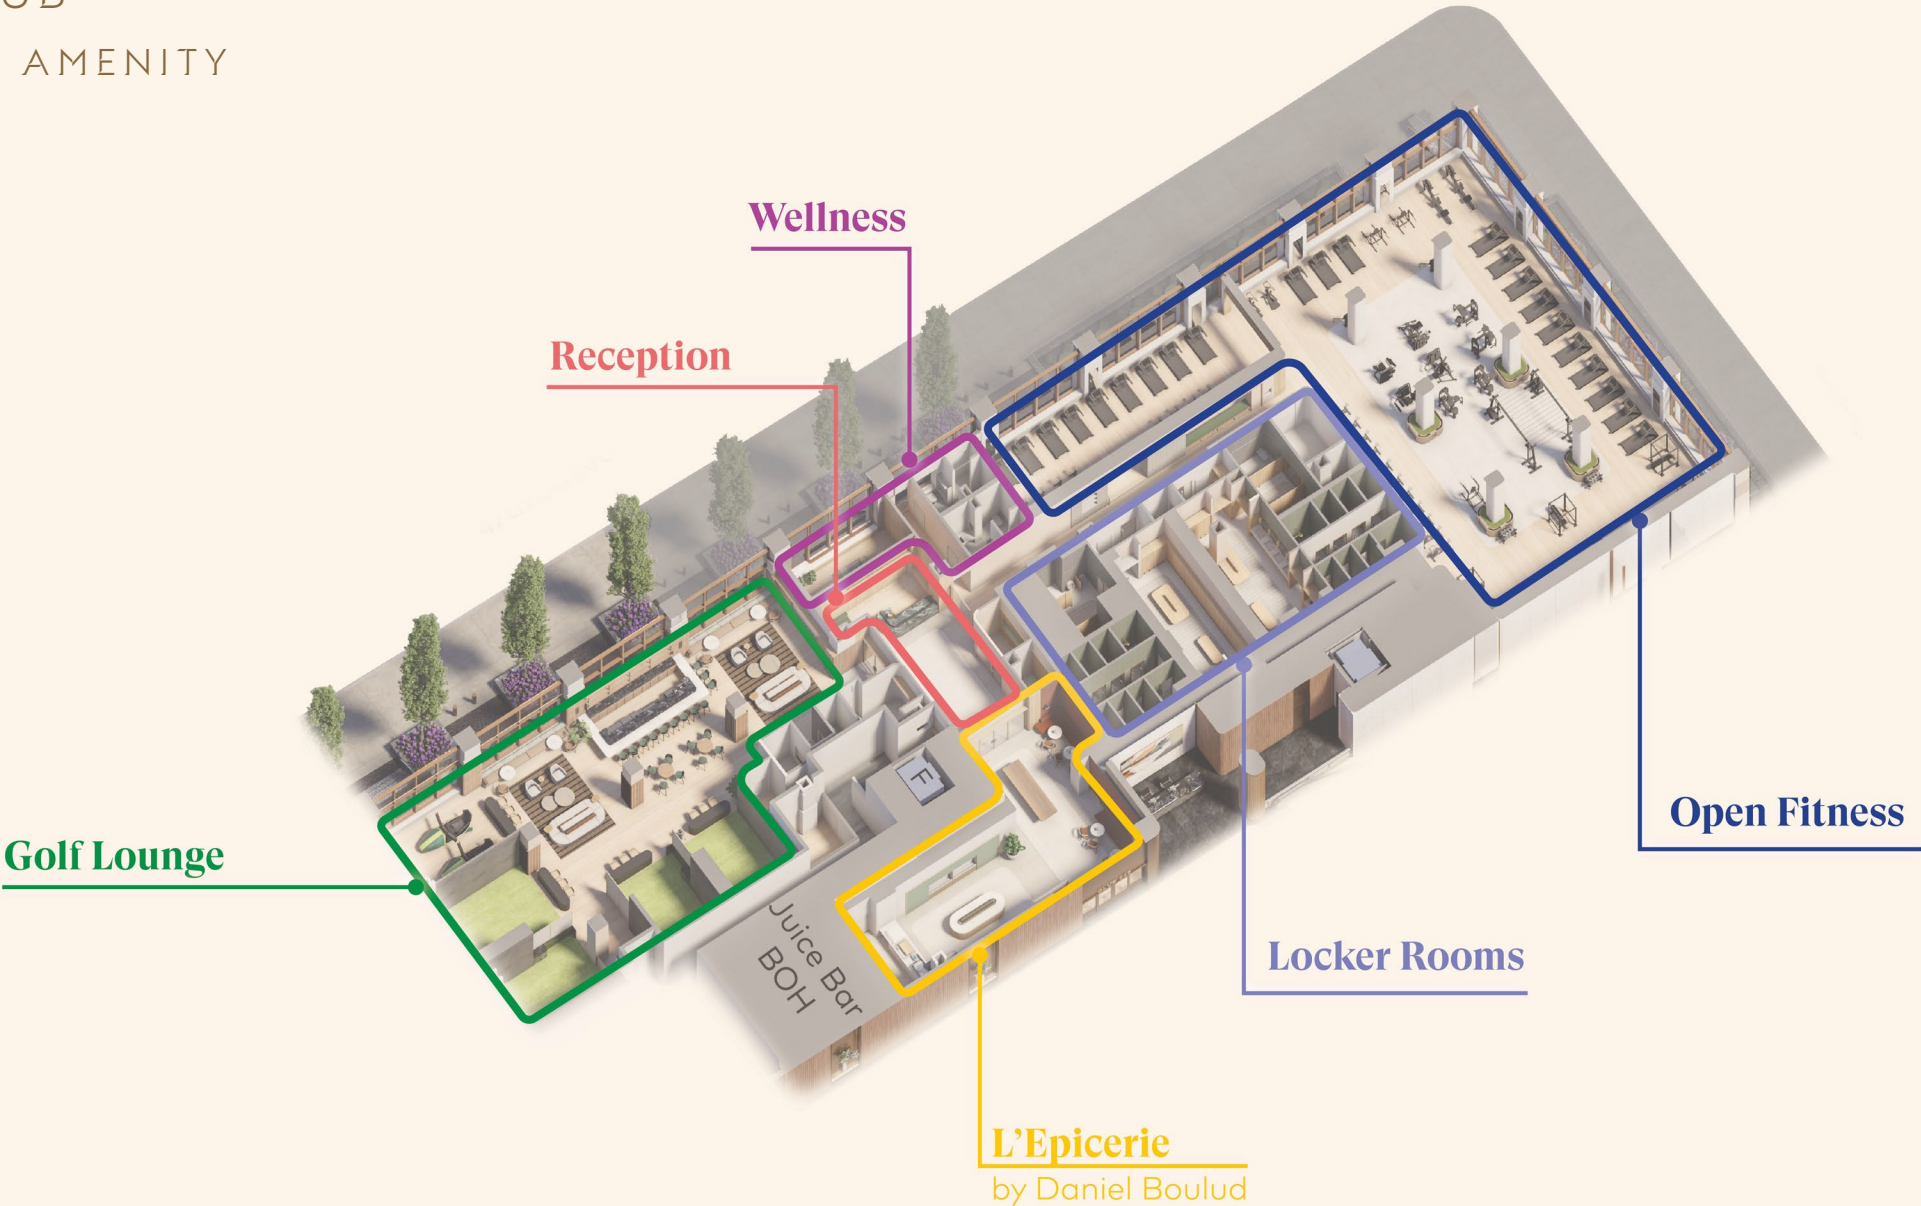 AMENITY
Wellness
Reception
Golf Lounge
Open Fitness
Locker Rooms
F
Juice Bar
BOH
L'Epicerie
by Daniel Boulud